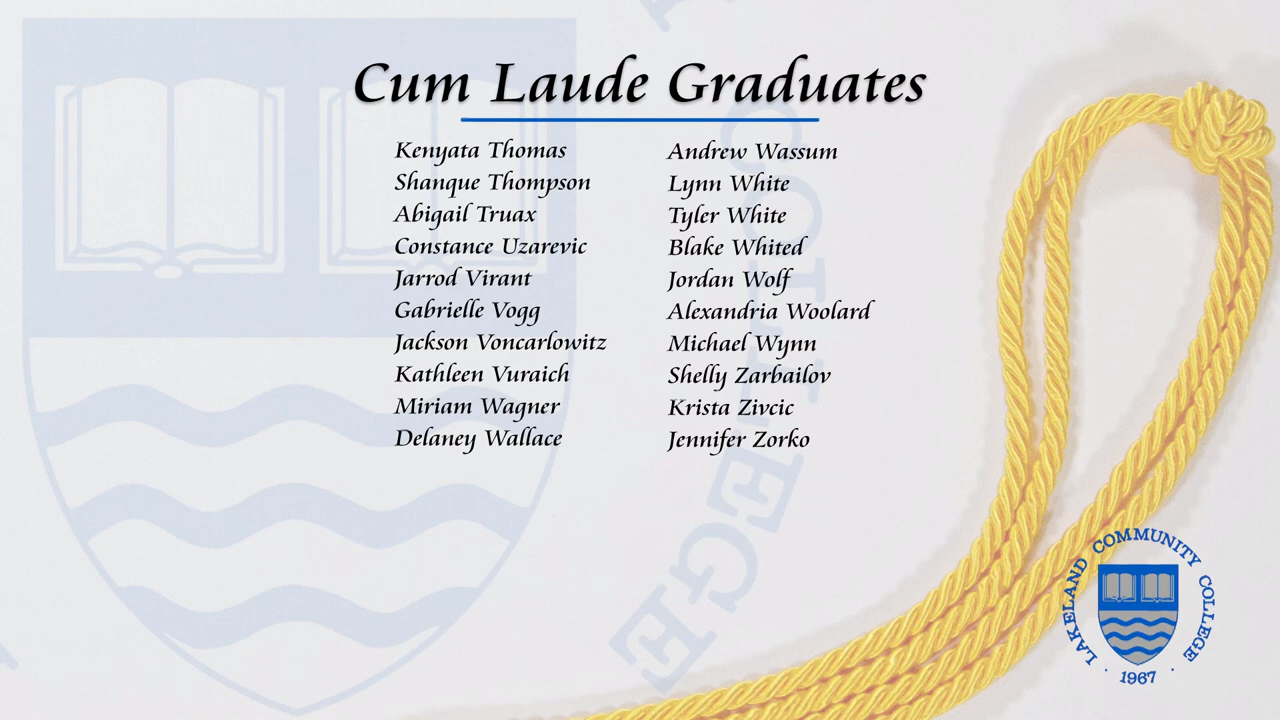 Cum Laude Graduates
Kenyata Thomas
Shanque Thompson
Abigail Truax
Constance Uzarevic
Jarrod Virant
Gabrielle Vogg
Jackson Voncarlowitz
Kathleen Vuraich
Miriam Wagner
Delaney Wallace
Andrew Wassum
Lynn White
Tyler White
Blake Whited
Jordan Wolf
Alexandria Woolard
Michael Wynn
Shelly Zarbailov
Krista Zivcic
Jennifer Zorko
COLLEGE
LAKELAND COMMUNITY COLLEGE
· 1967 ·